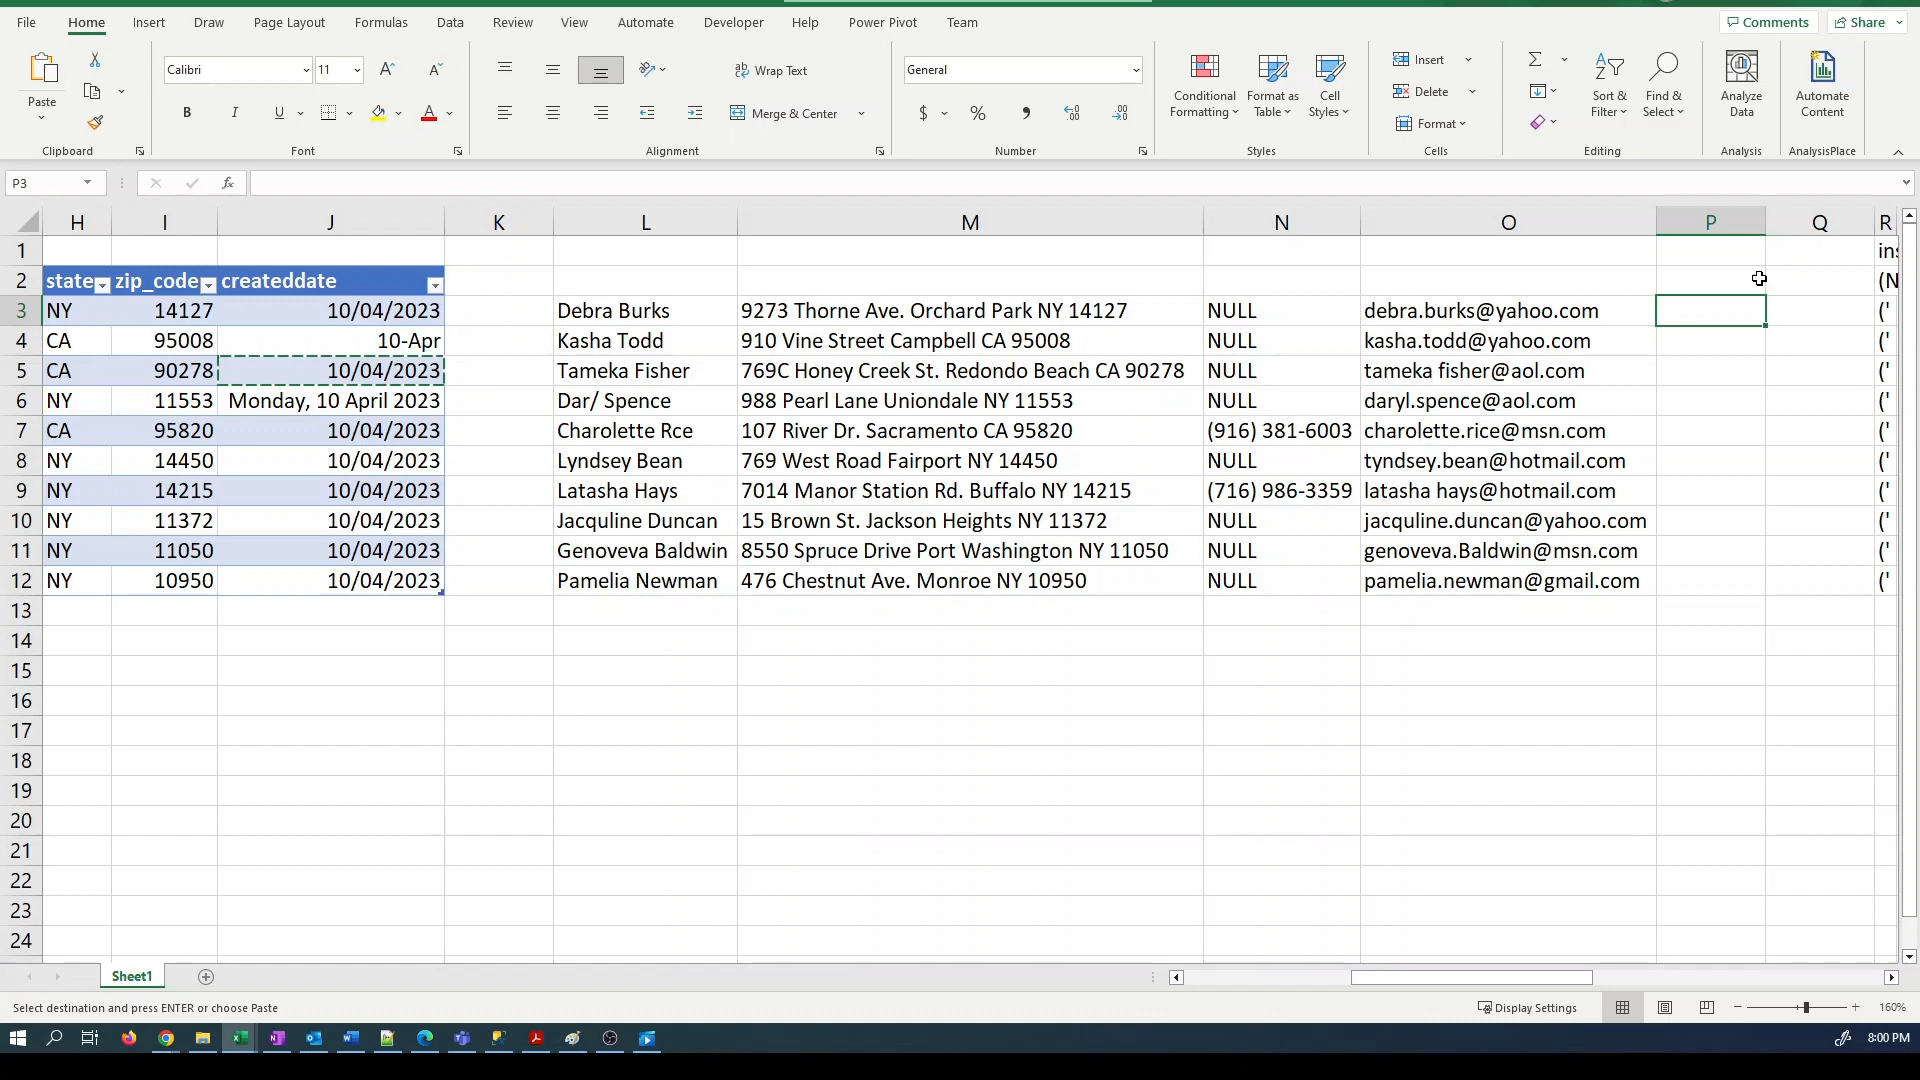 File Home Insert Draw Page Layout Formulas Data Review View Automate Developer Help Power Pivot Team Comments Share
Paste
Clipboard
Calibri 11
B I U
Font
Wrap Text
Merge & Center
Alignment
General
$ %
Number
Conditional Formatting
Format as Table
Cell Styles
Styles
Insert
Delete
Format
Cells
Sort & Filter
Find & Select
Editing
Analyze Data
Analysis
Automate Content
AnalysisPlace
P3 fx
H I J K L M N O P Q R
1 ins
2 state zip_code createddate (N
3 NY 14127 10/04/2023 Debra Burks 9273 Thorne Ave. Orchard Park NY 14127 NULL debra.burks@yahoo.com ('
4 CA 95008 10-Apr Kasha Todd 910 Vine Street Campbell CA 95008 NULL kasha.todd@yahoo.com ('
5 CA 90278 10/04/2023 Tameka Fisher 769C Honey Creek St. Redondo Beach CA 90278 NULL tameka fisher@aol.com ('
6 NY 11553 Monday, 10 April 2023 Dar/ Spence 988 Pearl Lane Uniondale NY 11553 NULL daryl.spence@aol.com ('
7 CA 95820 10/04/2023 Charolette Rce 107 River Dr. Sacramento CA 95820 (916) 381-6003 charolette.rice@msn.com ('
8 NY 14450 10/04/2023 Lyndsey Bean 769 West Road Fairport NY 14450 NULL tyndsey.bean@hotmail.com ('
9 NY 14215 10/04/2023 Latasha Hays 7014 Manor Station Rd. Buffalo NY 14215 (716) 986-3359 latasha hays@hotmail.com ('
10 NY 11372 10/04/2023 Jacquline Duncan 15 Brown St. Jackson Heights NY 11372 NULL jacquline.duncan@yahoo.com ('
11 NY 11050 10/04/2023 Genoveva Baldwin 8550 Spruce Drive Port Washington NY 11050 NULL genoveva.Baldwin@msn.com ('
12 NY 10950 10/04/2023 Pamelia Newman 476 Chestnut Ave. Monroe NY 10950 NULL pamelia.newman@gmail.com ('
13
14
15
16
17
18
19
20
21
22
23
24
Sheet1
Select destination and press ENTER or choose Paste Display Settings 160%
8:00 PM